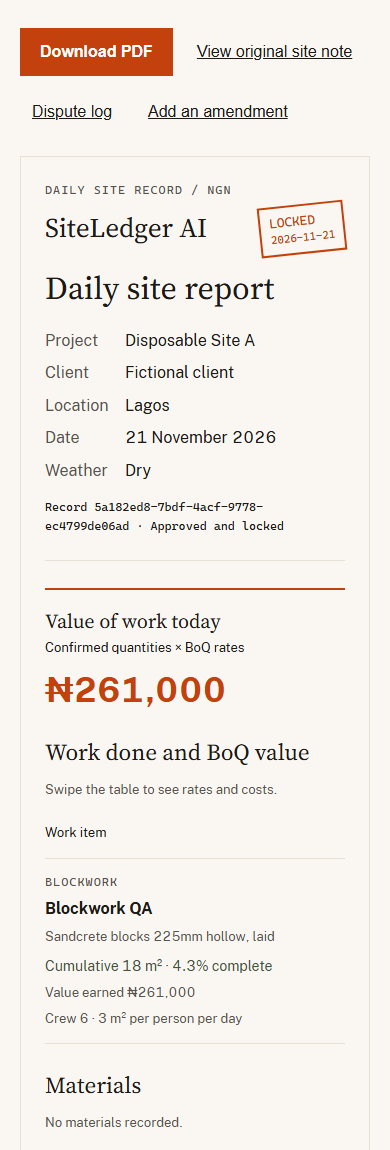 Download PDF
View original site note
Dispute log
Add an amendment
DAILY SITE RECORD / NGN
SiteLedger AI
LOCKED
2026-11-21
Daily site report
Project Disposable Site A
Client Fictional client
Location Lagos
Date 21 November 2026
Weather Dry
Record 5a182ed8-7bdf-4acf-9778-
ec4799de06ad · Approved and locked
Value of work today
Confirmed quantities × BoQ rates
₦261,000
Work done and BoQ value
Swipe the table to see rates and costs.
Work item
BLOCKWORK
Blockwork QA
Sandcrete blocks 225mm hollow, laid
Cumulative 18 m² · 4.3% complete
Value earned ₦261,000
Crew 6 · 3 m² per person per day
Materials
No materials recorded.